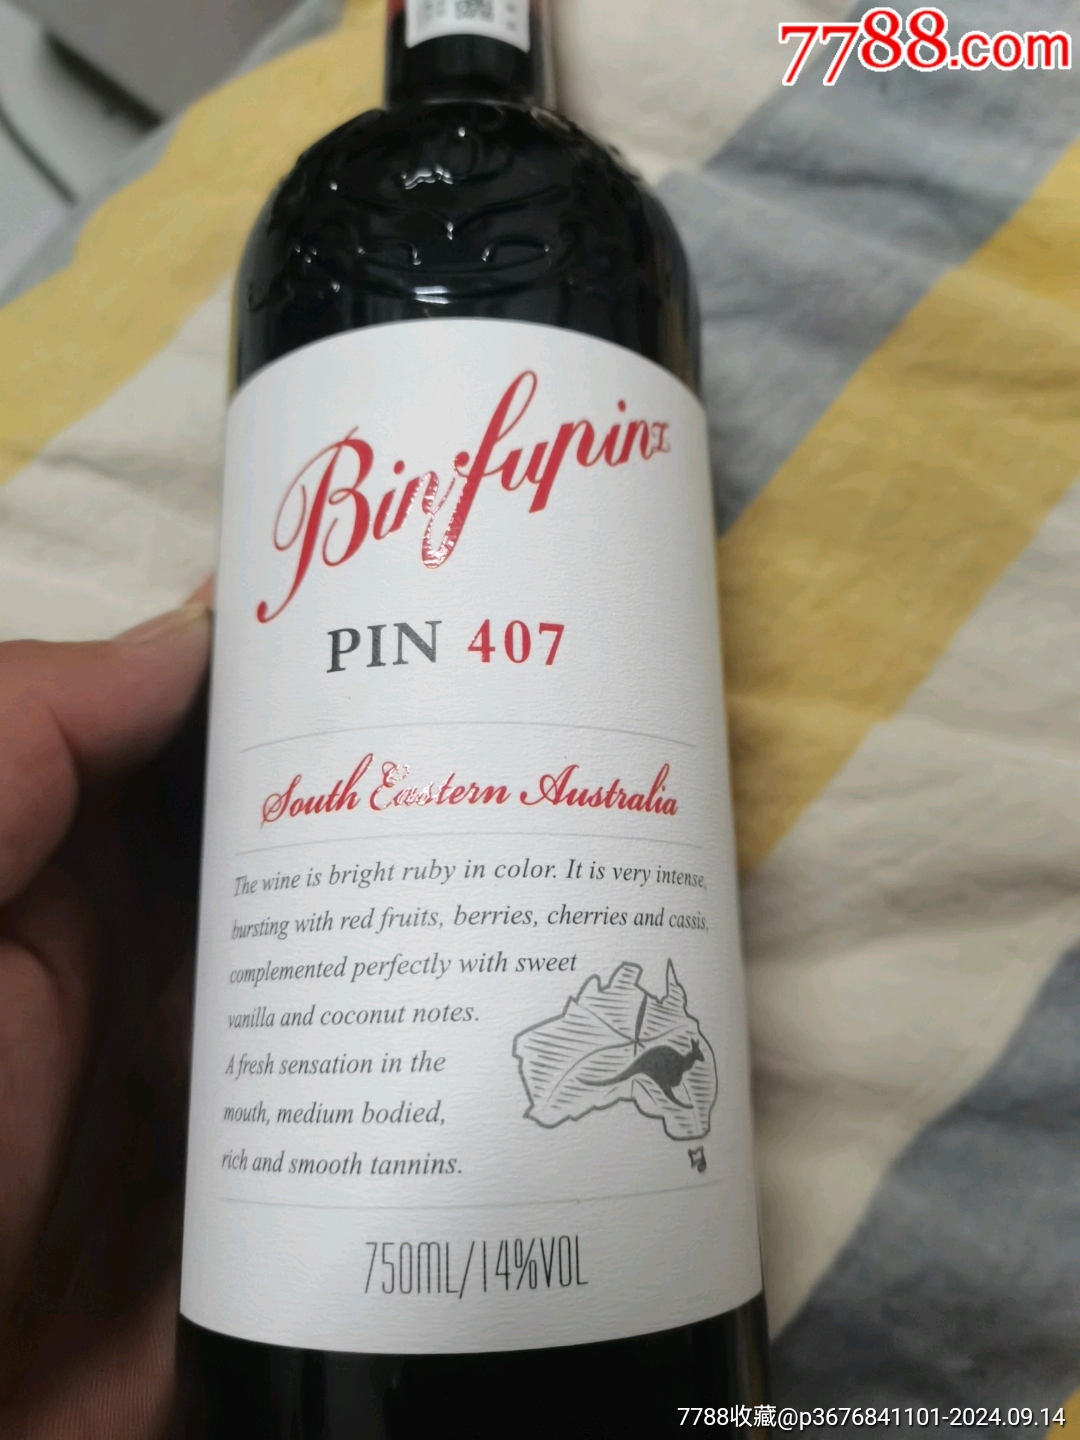 7788.com
Binyfupinz
PIN 407
South Eastern Australia
The wine is bright ruby in color. It is very intense,
bursting with red fruits, berries, cherries and cassis,
complemented perfectly with sweet
vanilla and coconut notes.
A fresh sensation in the
mouth, medium bodied,
rich and smooth tannins.
750ML/14%VOL
7788收藏@p3676841101-2024.09.14